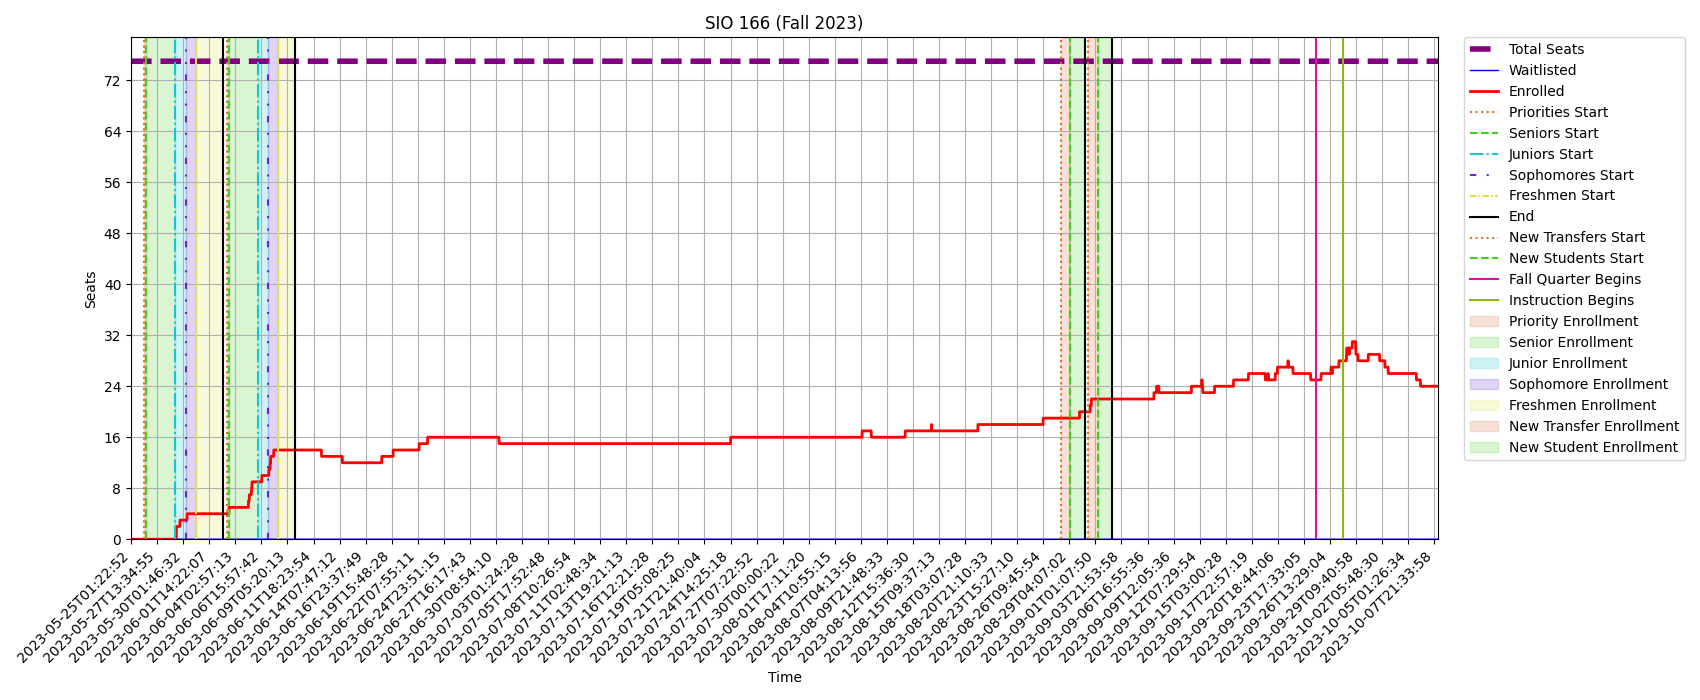 SIO 166 (Fall 2023)
Seats
72
64
56
48
40
32
24
16
8
0
2023-05-25T01:22:52
2023-05-27T13:34:55
2023-05-30T01:46:32
2023-06-01T14:22:07
2023-06-04T02:57:13
2023-06-06T15:57:42
2023-06-09T05:20:13
2023-06-11T18:23:54
2023-06-14T07:47:12
2023-06-16T23:37:49
2023-06-19T15:48:28
2023-06-22T07:55:11
2023-06-24T23:51:15
2023-06-27T16:17:43
2023-06-30T08:54:10
2023-07-03T01:24:28
2023-07-05T17:52:48
2023-07-08T10:26:54
2023-07-11T02:48:34
2023-07-13T19:21:13
2023-07-16T12:21:28
2023-07-19T05:08:25
2023-07-21T21:40:04
2023-07-24T14:25:18
2023-07-27T07:22:52
2023-07-30T00:00:22
2023-08-01T17:11:20
2023-08-04T10:55:15
2023-08-07T04:13:56
2023-08-09T21:48:33
2023-08-12T15:36:30
2023-08-15T09:37:13
2023-08-18T03:07:28
2023-08-20T21:10:33
2023-08-23T15:27:10
2023-08-26T09:45:54
2023-08-29T04:07:02
2023-09-01T01:07:50
2023-09-03T21:53:58
2023-09-06T16:55:36
2023-09-09T12:05:36
2023-09-12T07:29:54
2023-09-15T03:00:28
2023-09-17T22:57:19
2023-09-20T18:44:06
2023-09-23T17:33:05
2023-09-26T13:29:04
2023-09-29T09:40:58
2023-10-02T05:48:30
2023-10-05T01:26:34
2023-10-07T21:33:58
Time
Total Seats
Waitlisted
Enrolled
Priorities Start
Seniors Start
Juniors Start
Sophomores Start
Freshmen Start
End
New Transfers Start
New Students Start
Fall Quarter Begins
Instruction Begins
Priority Enrollment
Senior Enrollment
Junior Enrollment
Sophomore Enrollment
Freshmen Enrollment
New Transfer Enrollment
New Student Enrollment